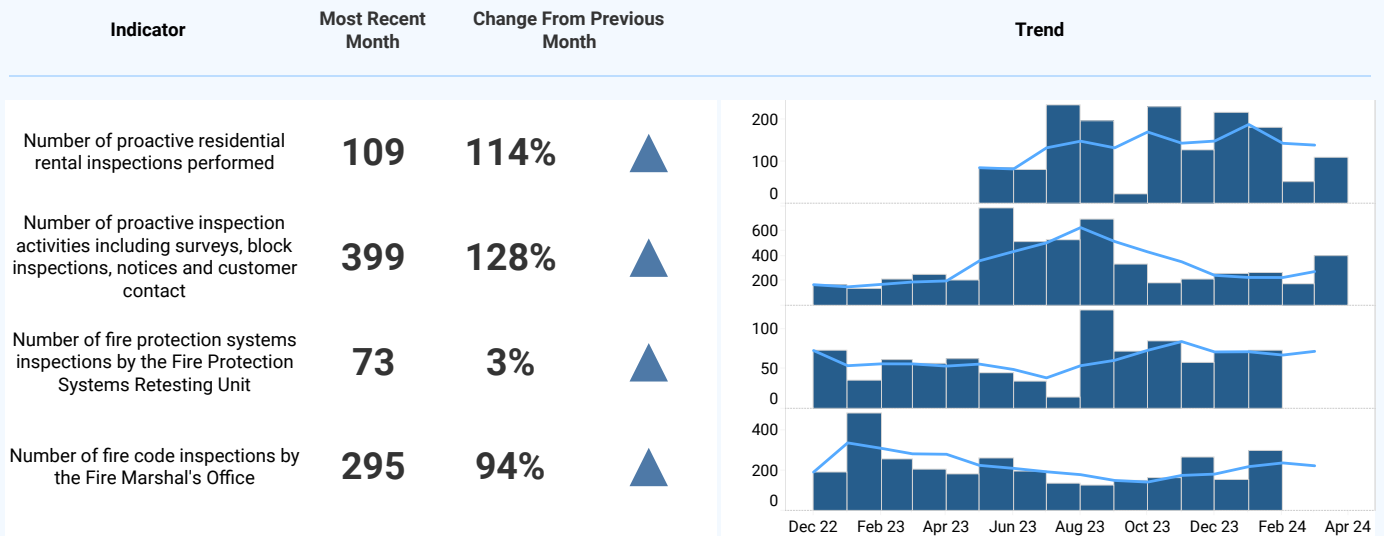 Indicator
Most Recent
Month
Change From Previous
Month
Trend
Number of proactive residential
rental inspections performed
109
114%
200
100
0
Number of proactive inspection
activities including surveys, block
inspections, notices and customer
contact
399
128%
600
400
200
Number of fire protection systems
inspections by the Fire Protection
Systems Retesting Unit
73
3%
100
50
0
Number of fire code inspections by
the Fire Marshal's Office
295
94%
400
200
0
Dec 22 Feb 23 Apr 23 Jun 23 Aug 23 Oct 23 Dec 23 Feb 24 Apr 24